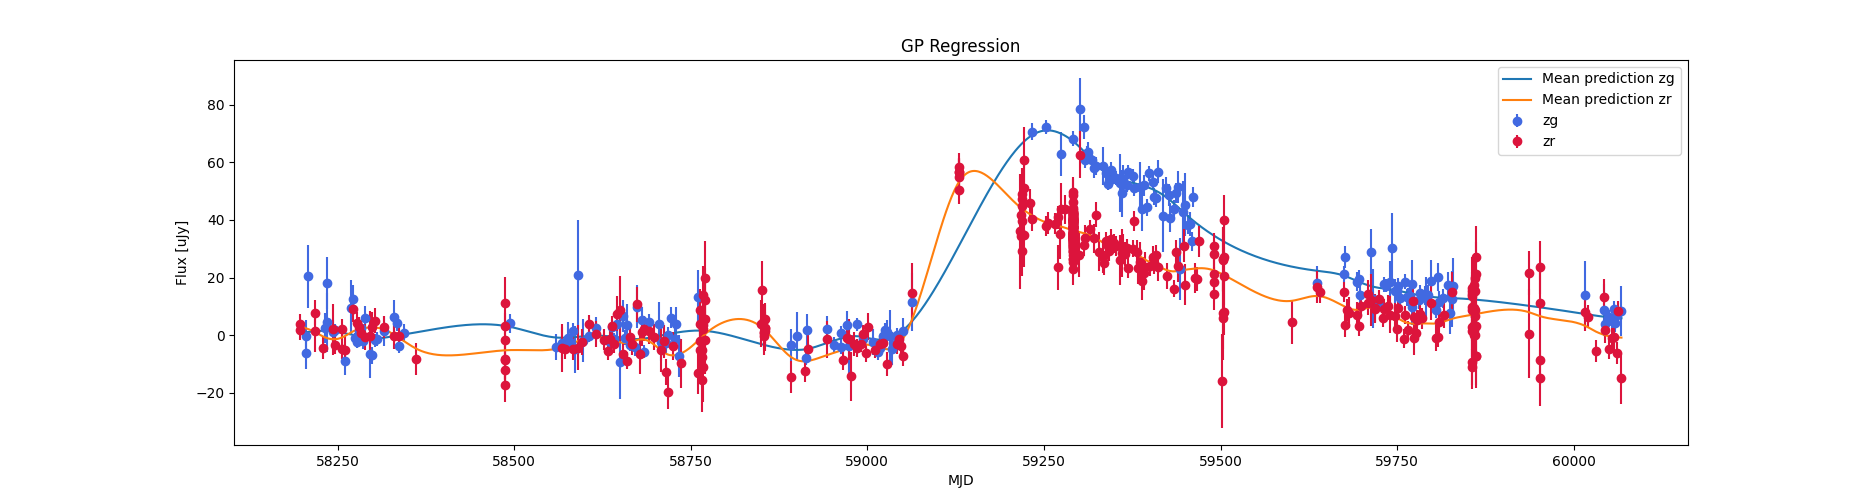 GP Regression
Mean prediction zg
Mean prediction zr
zg
zr
Flux [uJy]
80
60
40
20
0
−20
58250 58500 58750 59000 59250 59500 59750 60000
MJD